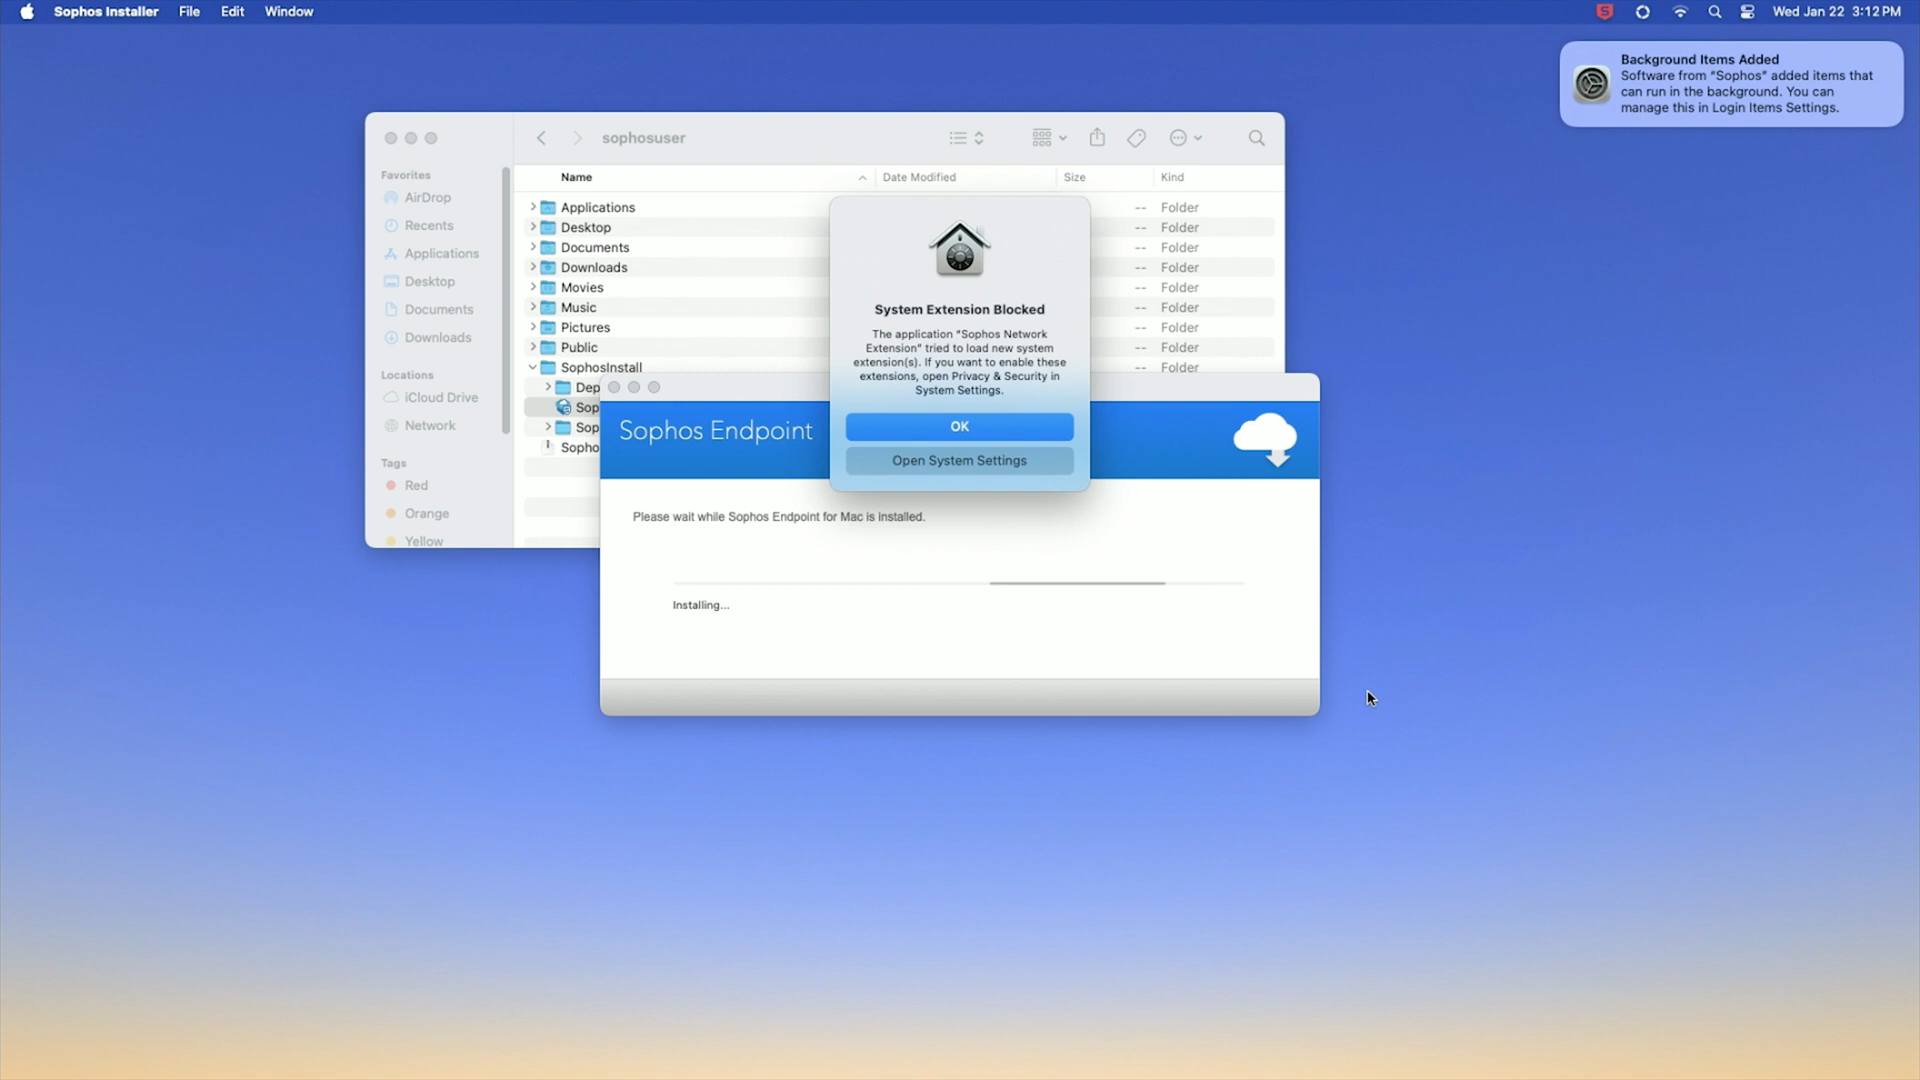 Sophos Installer File Edit Window
S
Wed Jan 22 3:12 PM
Background Items Added
Software from "Sophos" added items that
can run in the background. You can
manage this in Login Items Settings.
sophosuser
Favorites
AirDrop
Recents
Applications
Desktop
Documents
Downloads
Locations
iCloud Drive
Network
Tags
Red
Orange
Yellow
Name Date Modified Size Kind
Applications -- Folder
Desktop -- Folder
Documents -- Folder
Downloads -- Folder
Movies -- Folder
Music -- Folder
Pictures -- Folder
Public -- Folder
SophosInstall -- Folder
Dep
Sop
Sop
Sopho
System Extension Blocked
The application "Sophos Network
Extension" tried to load new system
extension(s). If you want to enable these
extensions, open Privacy & Security in
System Settings.
OK
Open System Settings
Sophos Endpoint
Please wait while Sophos Endpoint for Mac is installed.
Installing...